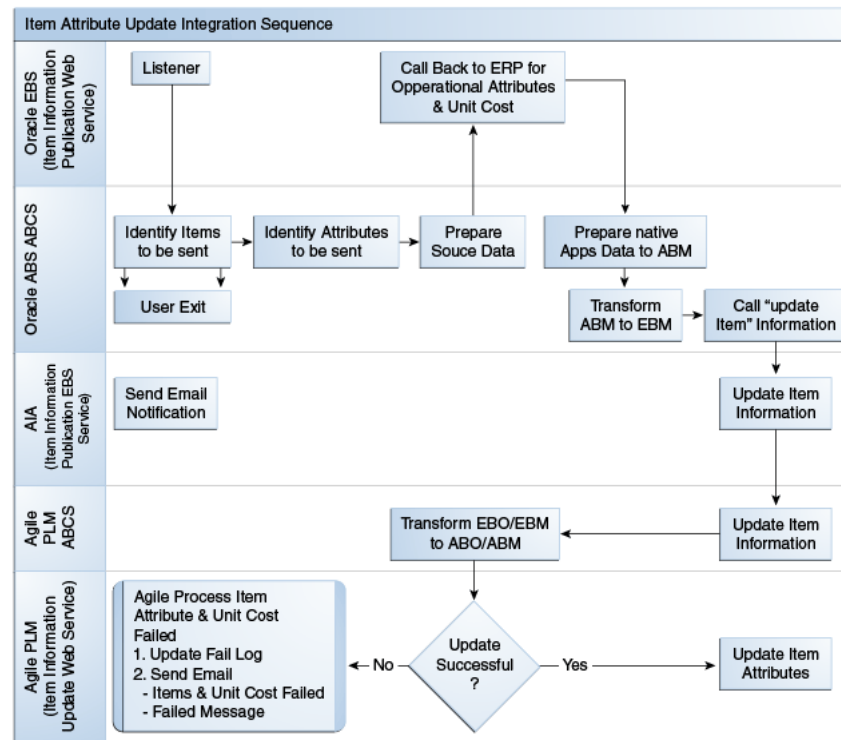 Item Attribute Update Integration Sequence
Oracle EBS
(Item Information
Publication Web
Service)
Listener
Call Back to ERP for
Opperational Attributes
& Unit Cost
Oracle ABS ABCS
Identify Items
to be sent
Identify Attributes
to be sent
Prepare
Souce Data
Prepare native
Apps Data to ABM
User Exit
Transform
ABM to EBM
Call “update
Item” Information
AIA
(Item Information
Publication EBS
Service)
Send Email
Notification
Update Item
Information
Agile
PLM
ABCS
Transform EBO/EBM
to ABO/ABM
Update Item
Information
Agile PLM
(Item Information
Update Web Service)
Agile Process Item
Attribute & Unit Cost
Failed
1. Update Fail Log
2. Send Email
- Items & Unit Cost Failed
- Failed Message
No
Update
Successful
?
Yes
Update Item
Attributes